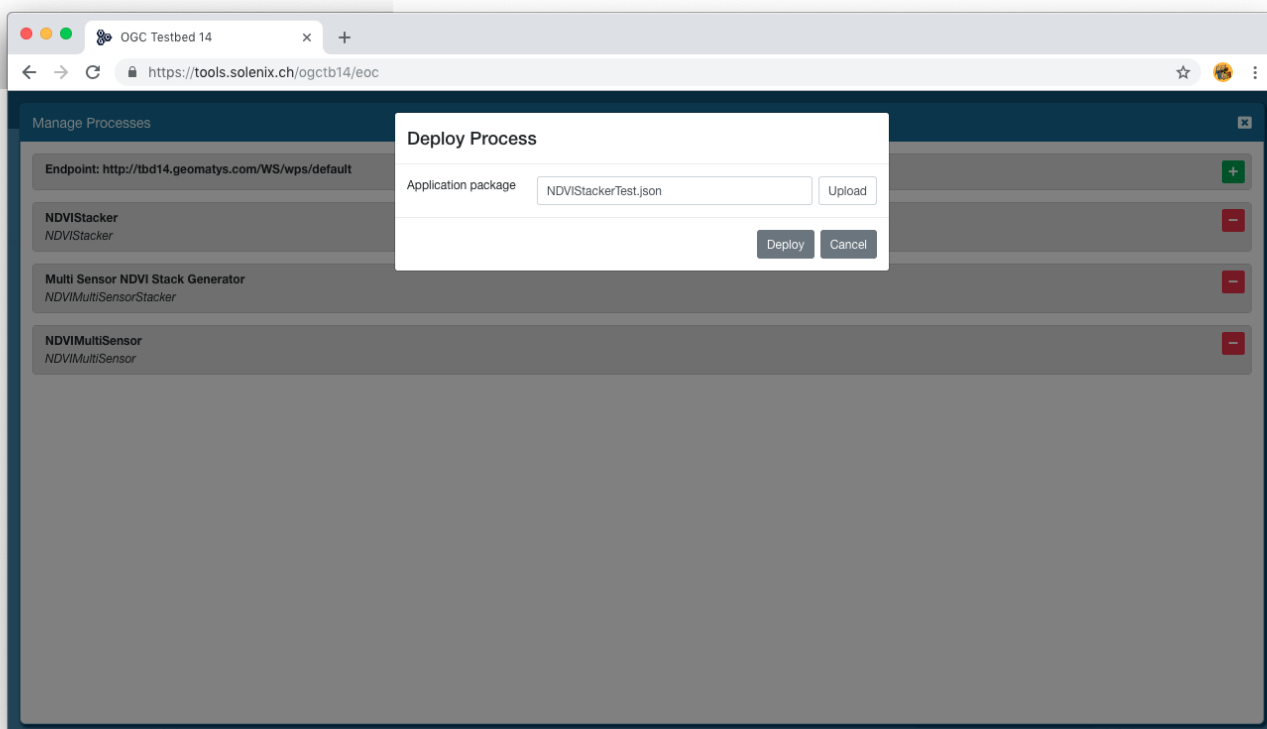 OGC Testbed 14
https://tools.solenix.ch/ogctb14/eoc
Manage Processes
Deploy Process
Application package
NDVIStackerTest.json
Upload
Deploy
Cancel
Endpoint: http://tbd14.geomatys.com/WS/wps/default
NDVIStacker
NDVIStacker
Multi Sensor NDVI Stack Generator
NDVIMultiSensorStacker
NDVIMultiSensor
NDVIMultiSensor